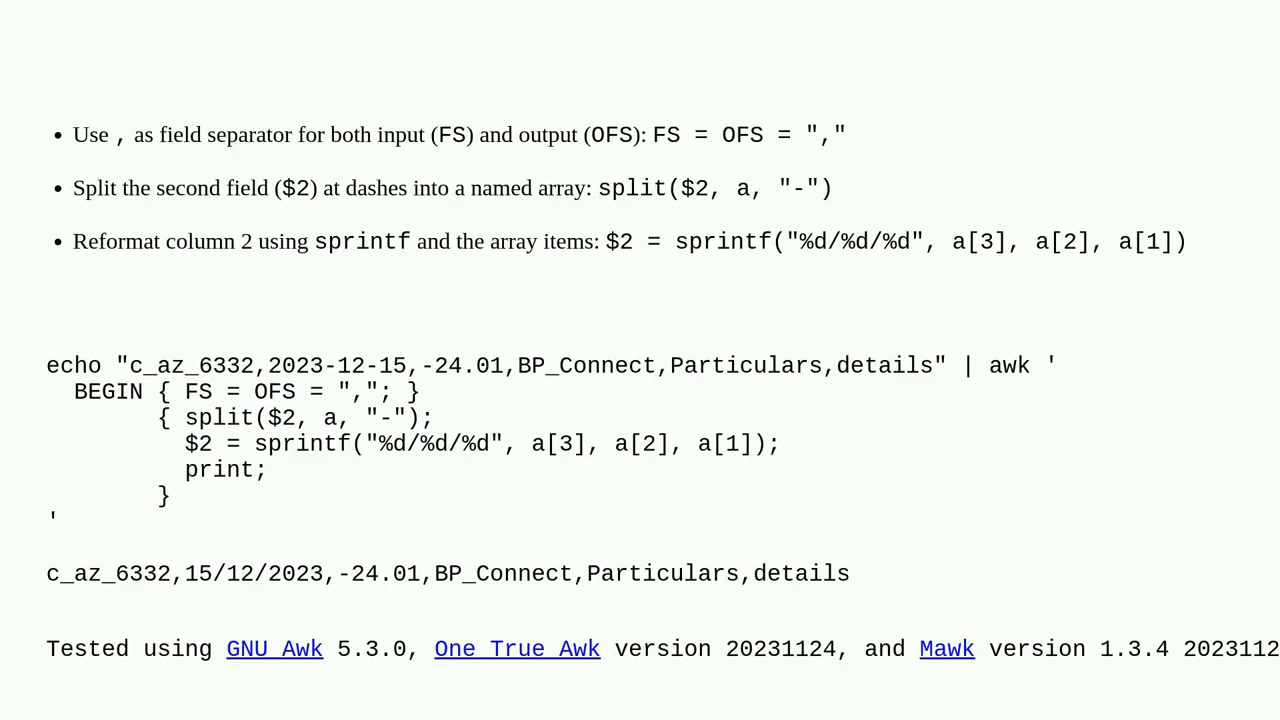 • Use , as field separator for both input (FS) and output (OFS): FS = OFS = ","
• Split the second field ($2) at dashes into a named array: split($2, a, "-")
• Reformat column 2 using sprintf and the array items: $2 = sprintf("%d/%d/%d", a[3], a[2], a[1])
echo "c_az_6332,2023-12-15,-24.01,BP_Connect,Particulars,details" | awk '
  BEGIN { FS = OFS = ","; }
        { split($2, a, "-");
          $2 = sprintf("%d/%d/%d", a[3], a[2], a[1]);
          print;
        }
'
c_az_6332,15/12/2023,-24.01,BP_Connect,Particulars,details
Tested using GNU Awk 5.3.0, One True Awk version 20231124, and Mawk version 1.3.4